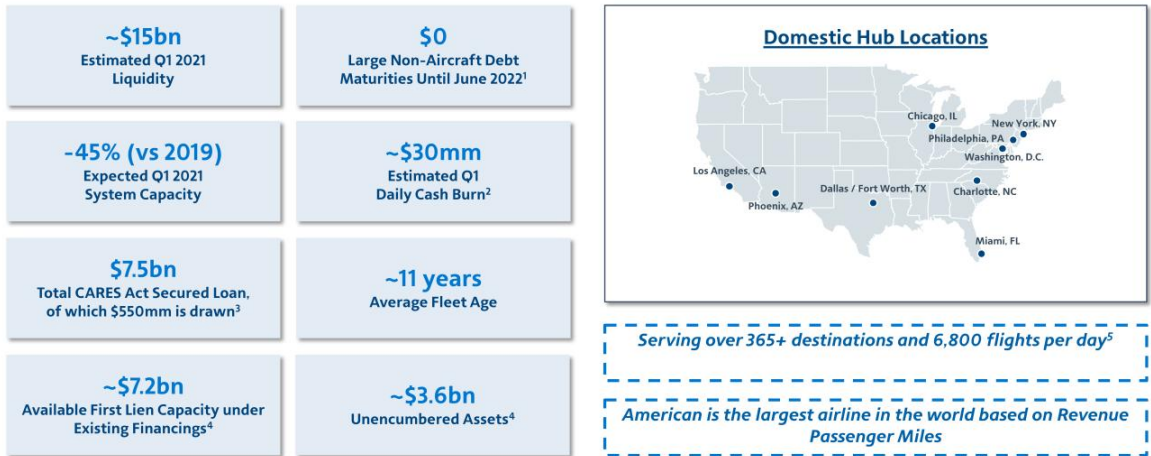 ~$15bn
Estimated Q1 2021
Liquidity
$0
Large Non-Aircraft Debt
Maturities Until June 2022¹
-45% (vs 2019)
Expected Q1 2021
System Capacity
~$30mm
Estimated Q1
Daily Cash Burn²
$7.5bn
Total CARES Act Secured Loan,
of which $550mm is drawn³
~11 years
Average Fleet Age
~$7.2bn
Available First Lien Capacity under
Existing Financings⁴
~$3.6bn
Unencumbered Assets⁴
Domestic Hub Locations
Chicago, IL
New York, NY
Philadelphia, PA
Washington, D.C.
Los Angeles, CA
Dallas / Fort Worth, TX
Charlotte, NC
Phoenix, AZ
Miami, FL
Serving over 365+ destinations and 6,800 flights per day⁵
American is the largest airline in the world based on Revenue
Passenger Miles